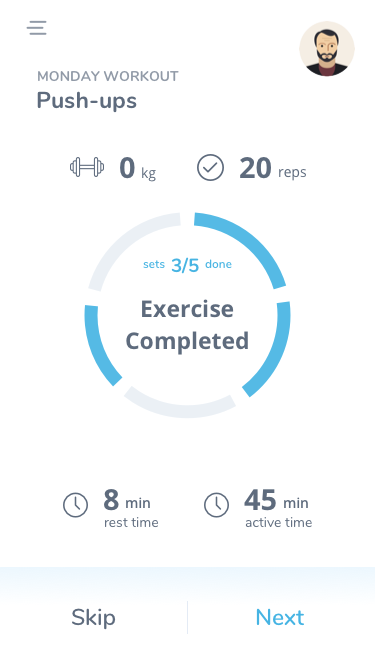 MONDAY WORKOUT
Push-ups
0 kg 20 reps
sets 3/5 done
Exercise
Completed
8 min 45 min
rest time active time
Skip Next